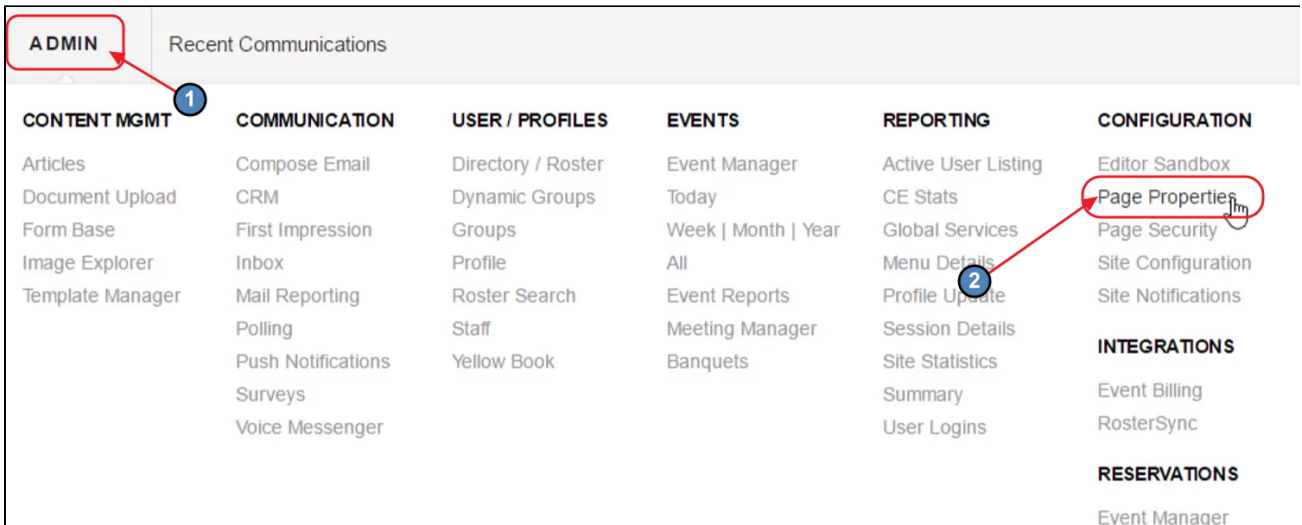 ADMIN
Recent Communications
1
CONTENT MGMT
Articles
Document Upload
Form Base
Image Explorer
Template Manager
COMMUNICATION
Compose Email
CRM
First Impression
Inbox
Mail Reporting
Polling
Push Notifications
Surveys
Voice Messenger
USER / PROFILES
Directory / Roster
Dynamic Groups
Groups
Profile
Roster Search
Staff
Yellow Book
EVENTS
Event Manager
Today
Week | Month | Year
All
Event Reports
Meeting Manager
Banquets
REPORTING
Active User Listing
CE Stats
Global Services
Menu Details
2
Profile Update
Session Details
Site Statistics
Summary
User Logins
CONFIGURATION
Editor Sandbox
Page Properties
Page Security
Site Configuration
Site Notifications
INTEGRATIONS
Event Billing
RosterSync
RESERVATIONS
Event Manager